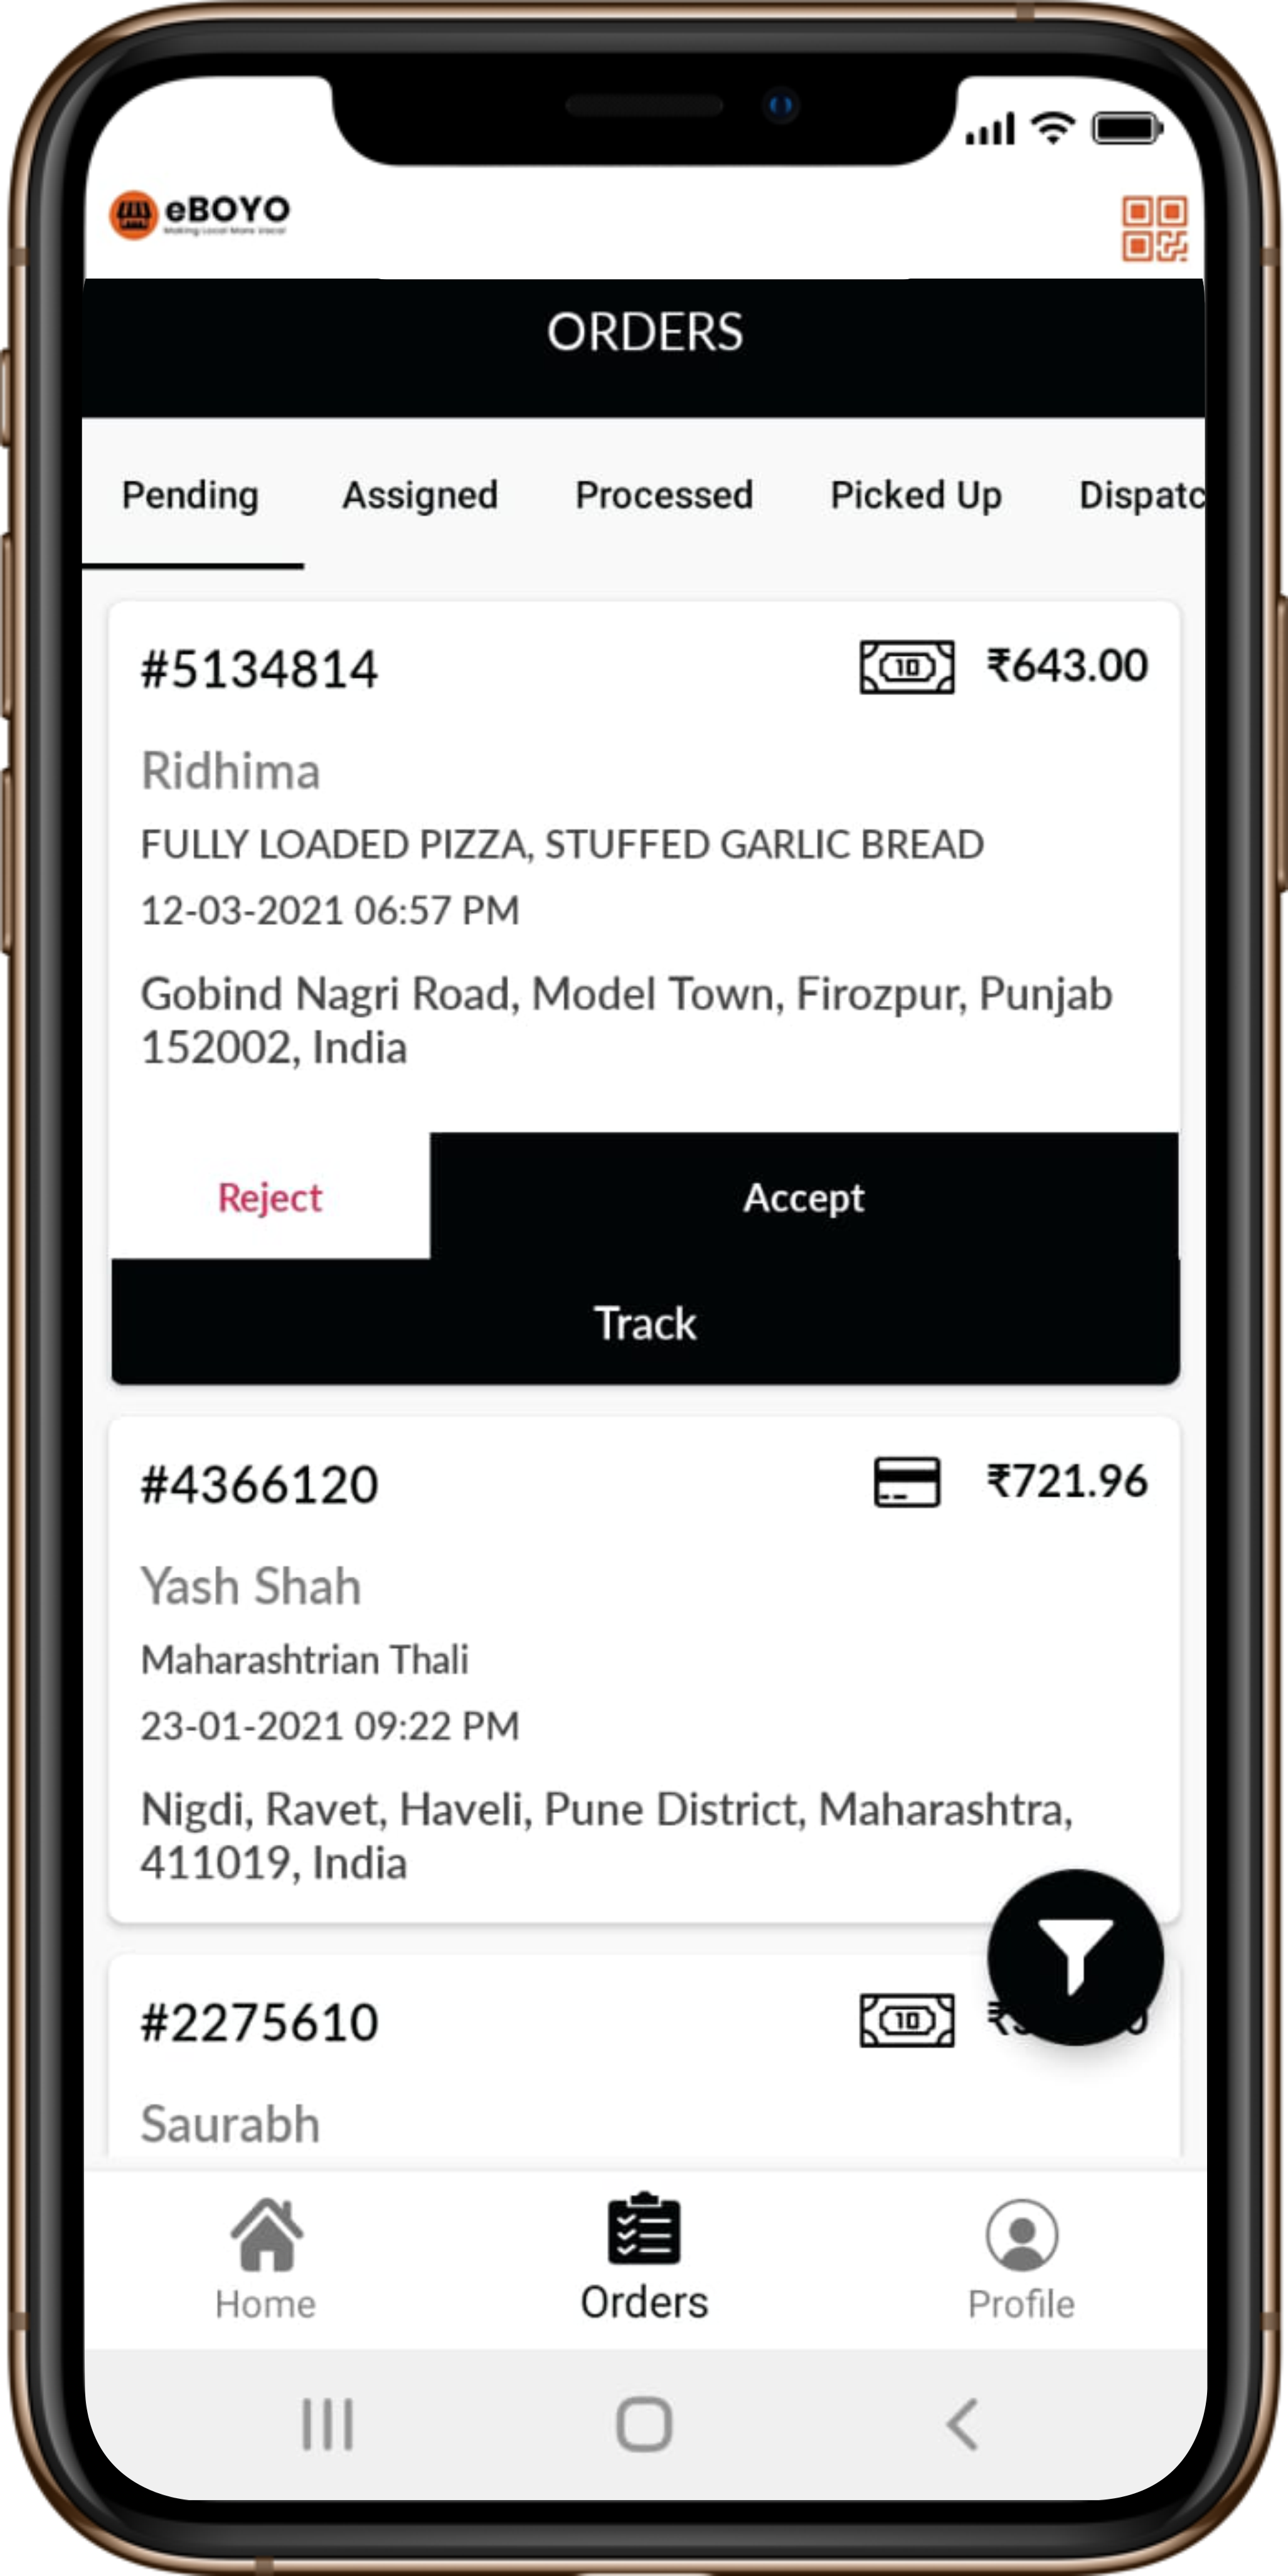 eBOYO
Making Local More Vocal
ORDERS
Pending Assigned Processed Picked Up Dispatc
#5134814 10 ₹643.00
Ridhima
FULLY LOADED PIZZA, STUFFED GARLIC BREAD
12-03-2021 06:57 PM
Gobind Nagri Road, Model Town, Firozpur, Punjab
152002, India
Reject Accept
Track
#4366120 ₹721.96
Yash Shah
Maharashtrian Thali
23-01-2021 09:22 PM
Nigdi, Ravet, Haveli, Pune District, Maharashtra,
411019, India
#2275610 10
Saurabh
Home Orders Profile